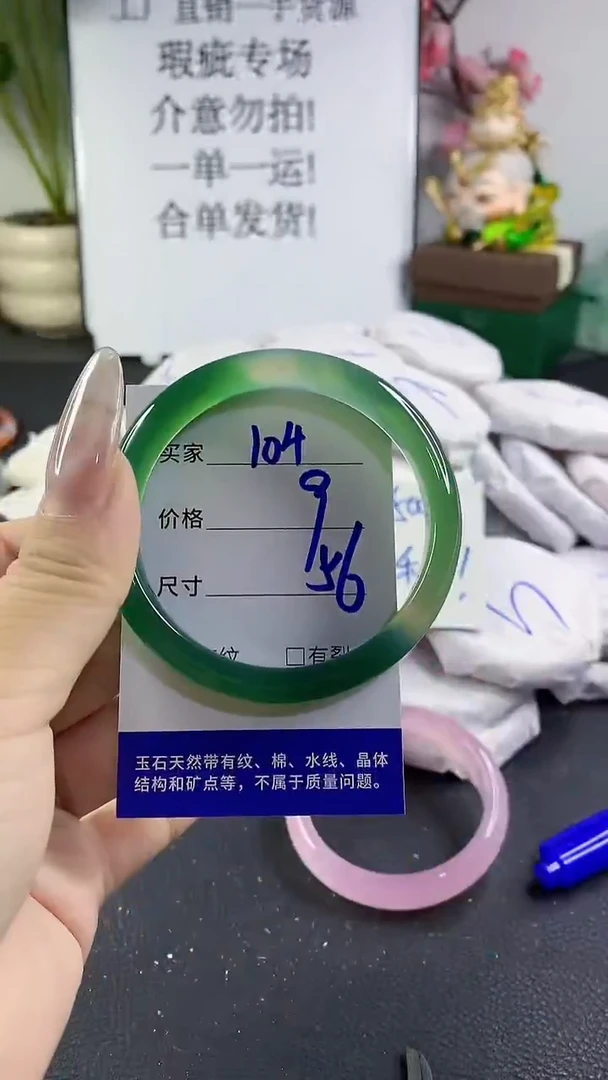 直销一手货源
瑕疵专场
介意勿拍!
一单一运!
合单发货!
买家 104
价格 9
尺寸 56
纹 □有裂
玉石天然带有纹、棉、水线、晶体
结构和矿点等，不属于质量问题。